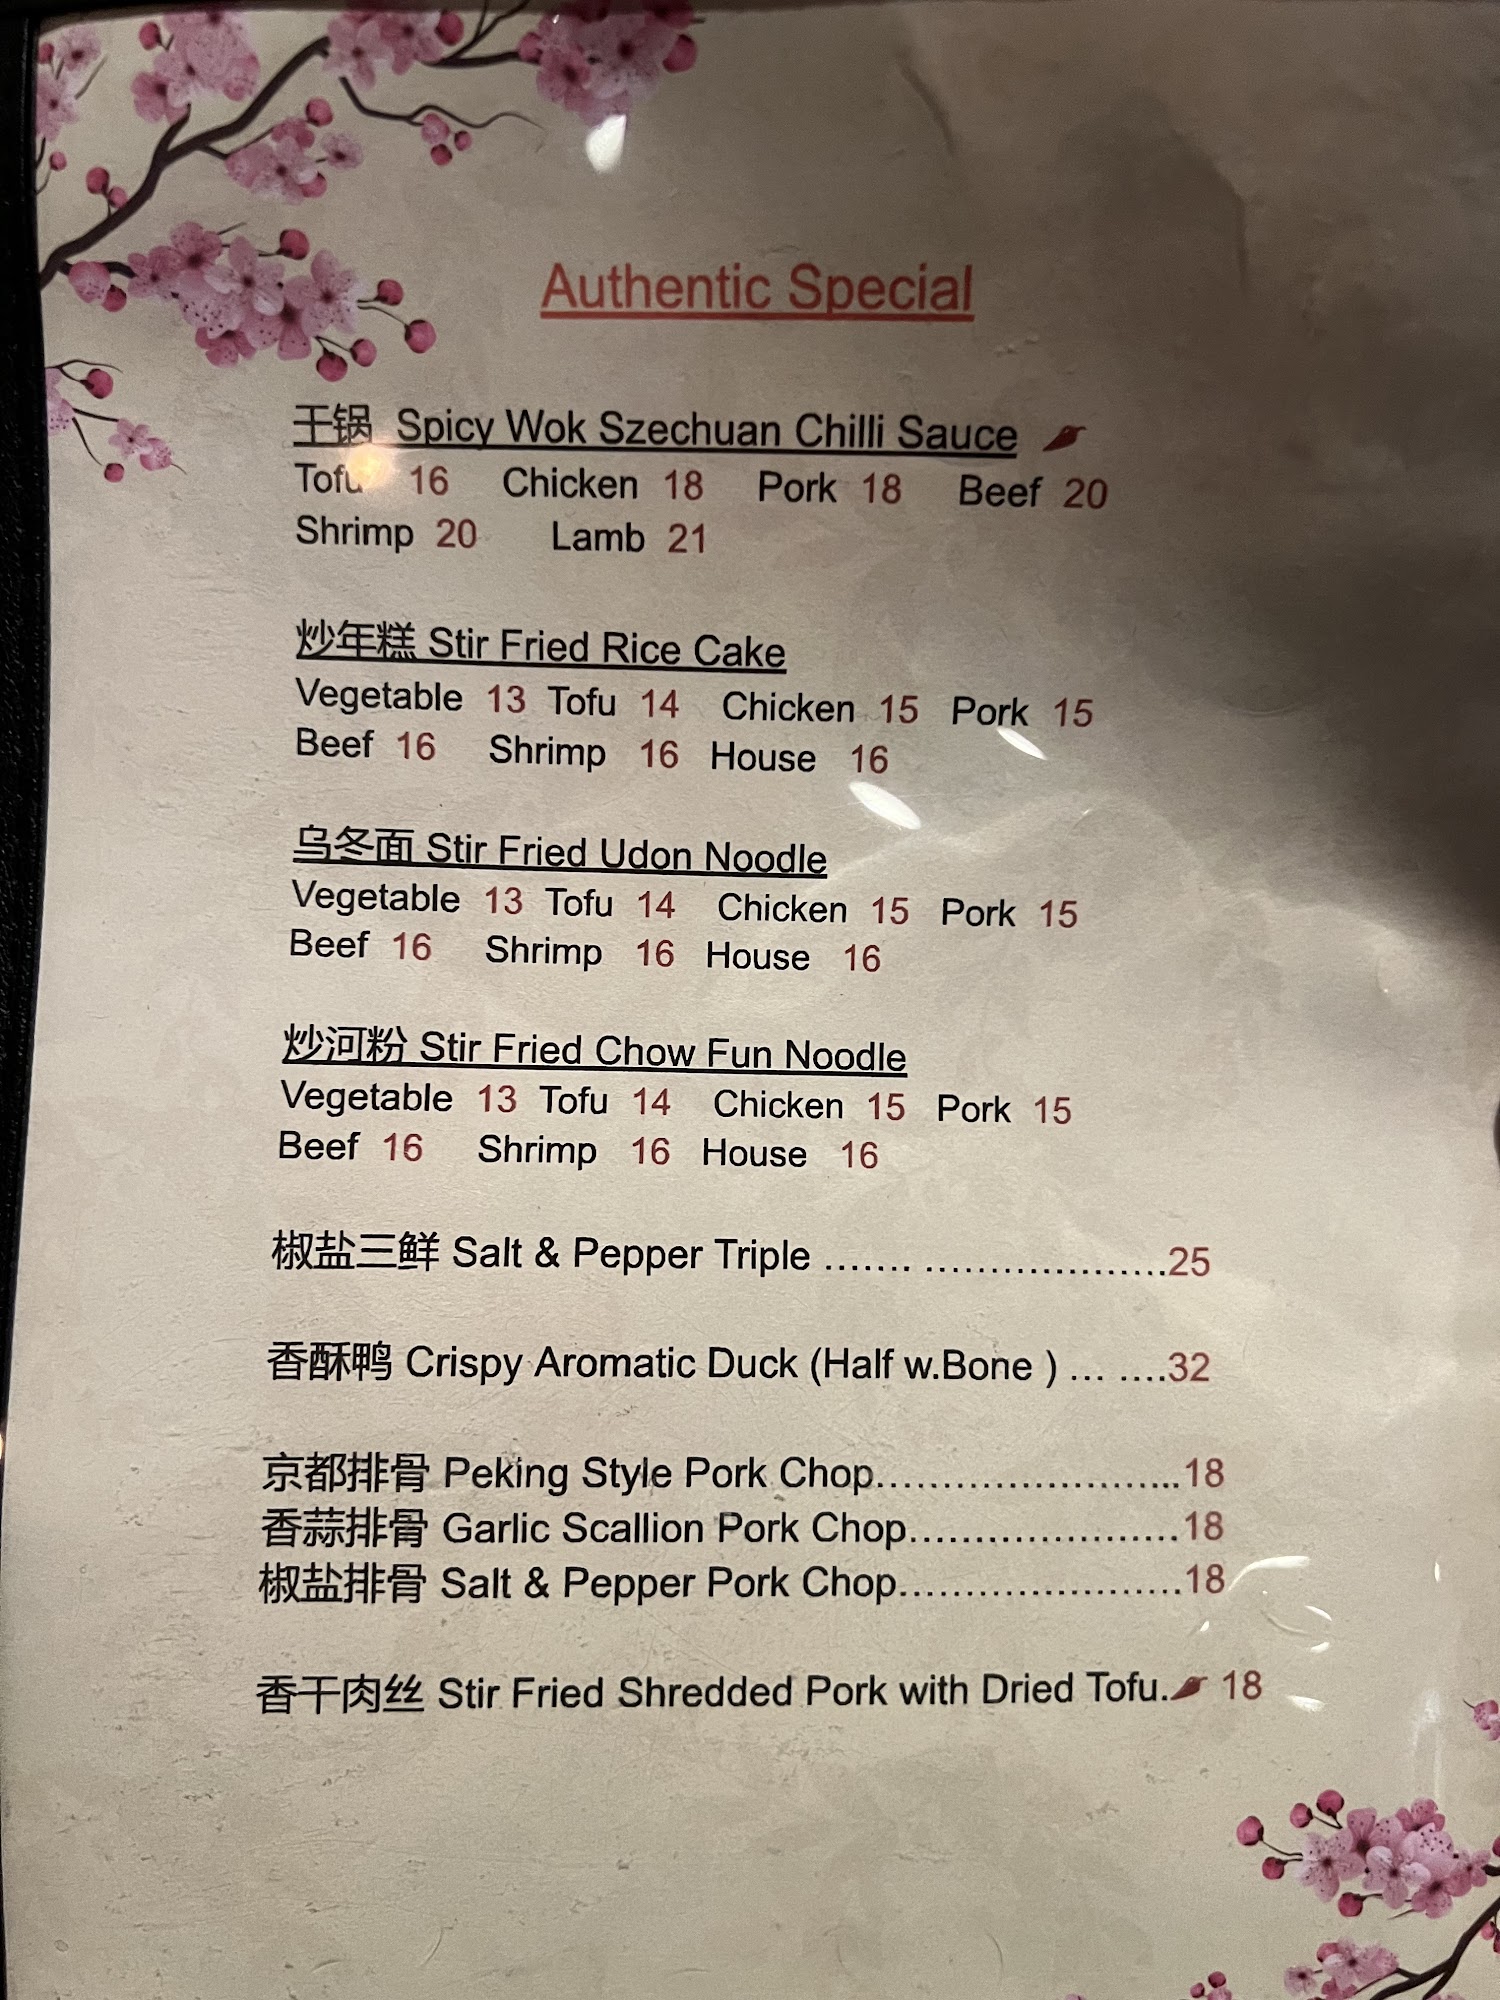 Authentic Special
干锅 Spicy Wok Szechuan Chilli Sauce
Tofu 16 Chicken 18 Pork 18 Beef 20
Shrimp 20 Lamb 21
炒年糕 Stir Fried Rice Cake
Vegetable 13 Tofu 14 Chicken 15 Pork 15
Beef 16 Shrimp 16 House 16
乌冬面 Stir Fried Udon Noodle
Vegetable 13 Tofu 14 Chicken 15 Pork 15
Beef 16 Shrimp 16 House 16
炒河粉 Stir Fried Chow Fun Noodle
Vegetable 13 Tofu 14 Chicken 15 Pork 15
Beef 16 Shrimp 16 House 16
椒盐三鲜 Salt & Pepper Triple ....... ...................25
香酥鸭 Crispy Aromatic Duck (Half w.Bone ) ... ....32
京都排骨 Peking Style Pork Chop........................18
香蒜排骨 Garlic Scallion Pork Chop.....................18
椒盐排骨 Salt & Pepper Pork Chop......................18
香干肉丝 Stir Fried Shredded Pork with Dried Tofu. 18